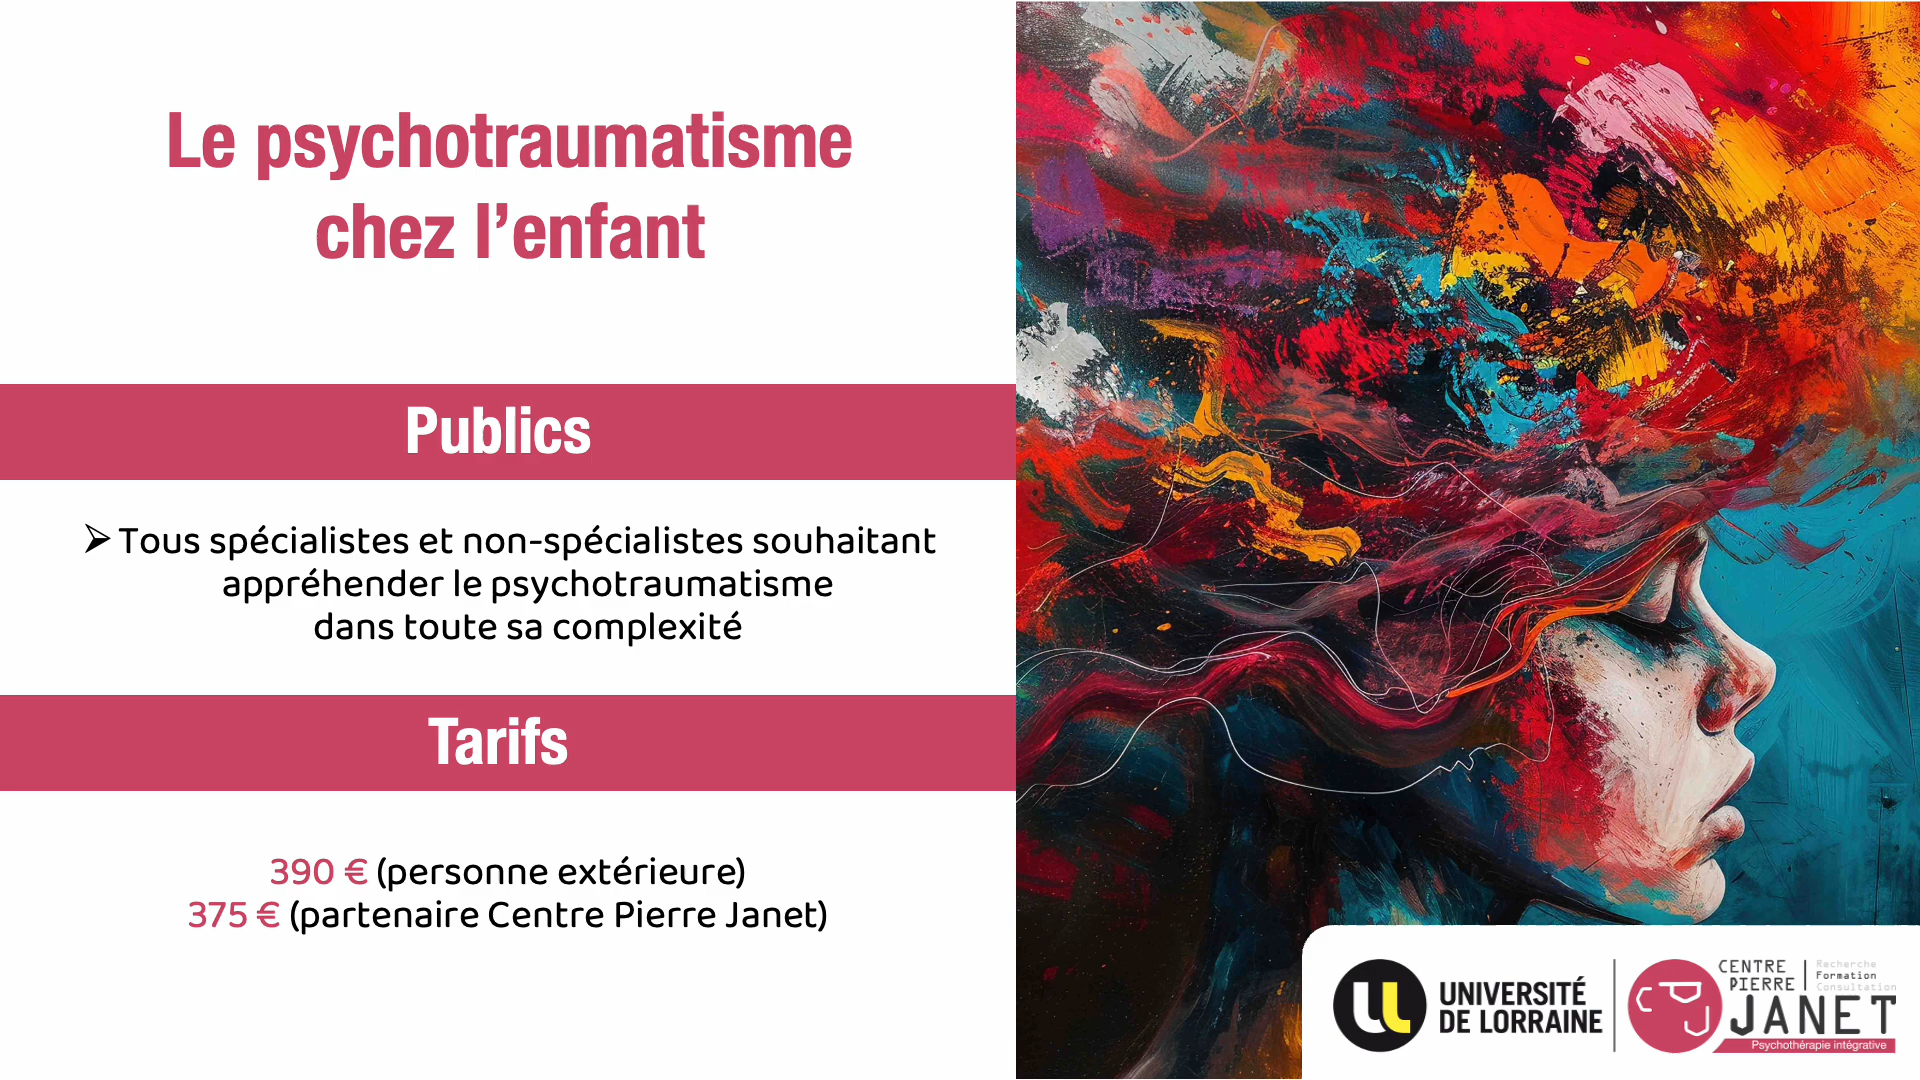 Le psychotraumatisme
chez l’enfant
Publics
➢ Tous spécialistes et non-spécialistes souhaitant
appréhender le psychotraumatisme
dans toute sa complexité
Tarifs
390 € (personne extérieure)
375 € (partenaire Centre Pierre Janet)
UNIVERSITÉ
DE LORRAINE
CENTRE
PIERRE
JANET
Recherche
Formation
Consultation
Psychothérapie intégrative